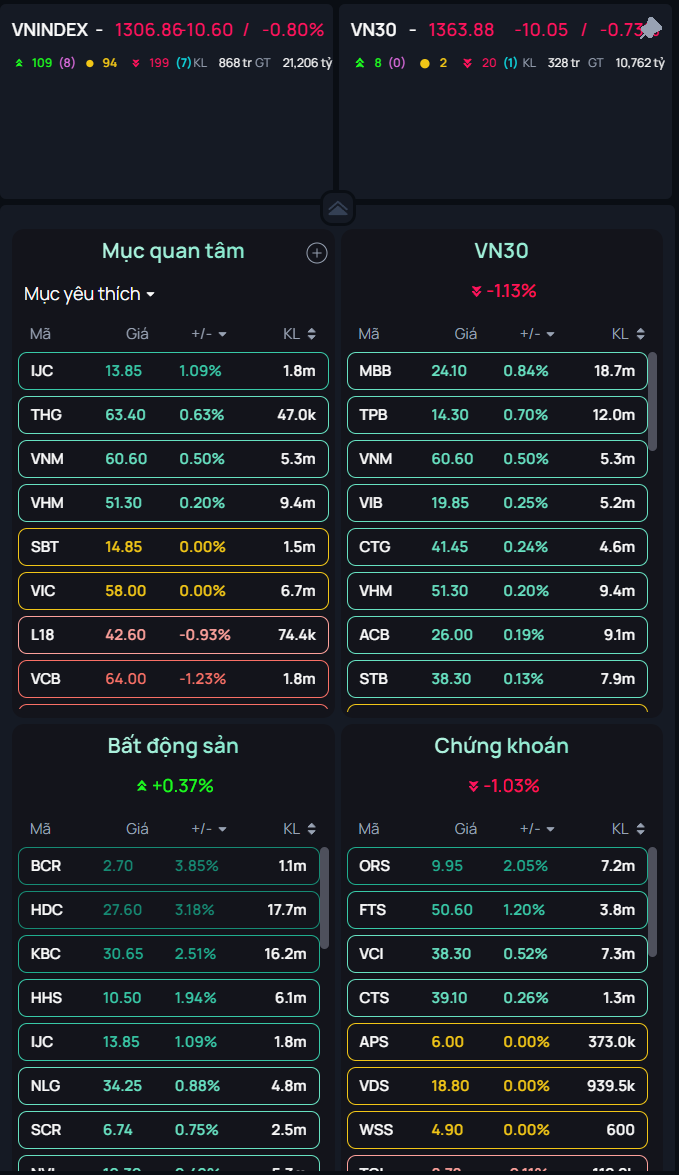 VNINDEX - 1306.86 -10.60 / -0.80%
109 (8) 94 199 (7) KL 868 tr GT 21,206 tỷ
VN30 - 1363.88 -10.05 / -0.73
8 (0) 2 20 (1) KL 328 tr GT 10,762 tỷ
Mục quan tâm
Mục yêu thích
Mã Giá +/- KL
IJC 13.85 1.09% 1.8m
THG 63.40 0.63% 47.0k
VNM 60.60 0.50% 5.3m
VHM 51.30 0.20% 9.4m
SBT 14.85 0.00% 1.5m
VIC 58.00 0.00% 6.7m
L18 42.60 -0.93% 74.4k
VCB 64.00 -1.23% 1.8m
VN30
-1.13%
Mã Giá +/- KL
MBB 24.10 0.84% 18.7m
TPB 14.30 0.70% 12.0m
VNM 60.60 0.50% 5.3m
VIB 19.85 0.25% 5.2m
CTG 41.45 0.24% 4.6m
VHM 51.30 0.20% 9.4m
ACB 26.00 0.19% 9.1m
STB 38.30 0.13% 7.9m
Bất động sản
+0.37%
Mã Giá +/- KL
BCR 2.70 3.85% 1.1m
HDC 27.60 3.18% 17.7m
KBC 30.65 2.51% 16.2m
HHS 10.50 1.94% 6.1m
IJC 13.85 1.09% 1.8m
NLG 34.25 0.88% 4.8m
SCR 6.74 0.75% 2.5m
Chứng khoán
-1.03%
Mã Giá +/- KL
ORS 9.95 2.05% 7.2m
FTS 50.60 1.20% 3.8m
VCI 38.30 0.52% 7.3m
CTS 39.10 0.26% 1.3m
APS 6.00 0.00% 373.0k
VDS 18.80 0.00% 939.5k
WSS 4.90 0.00% 600